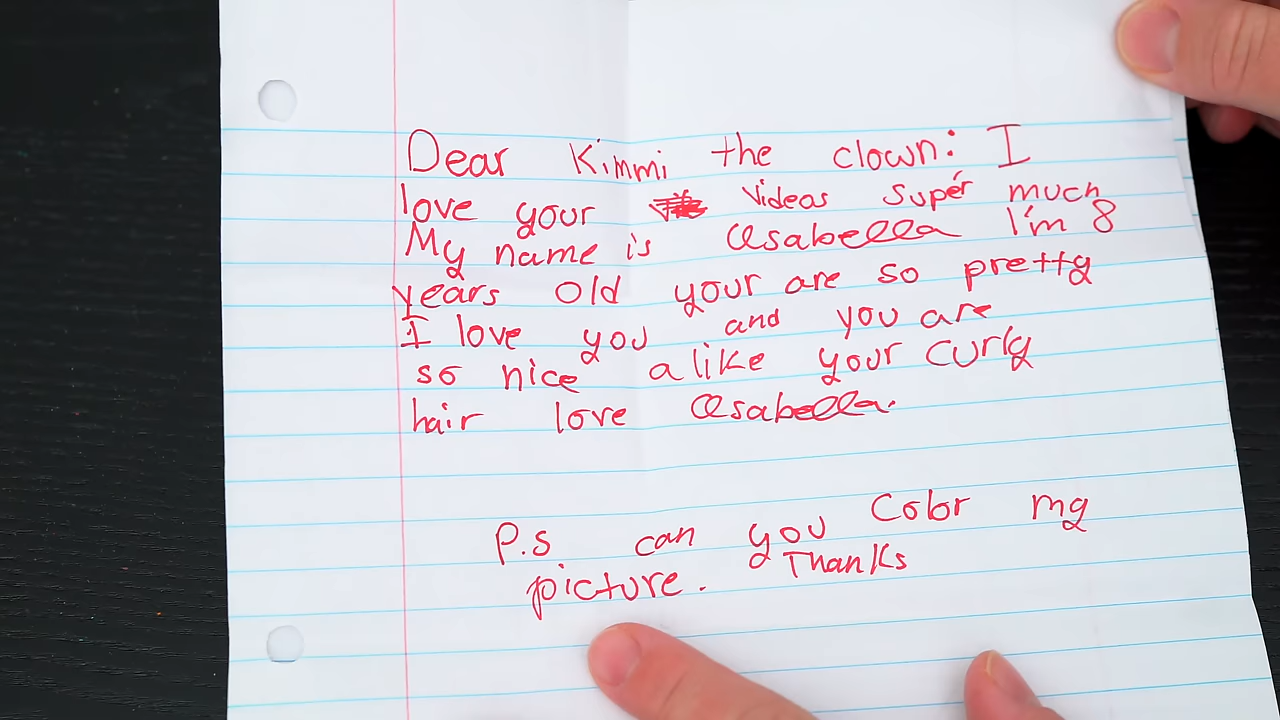 Dear Kimmi the clown: I
love your videos super much
My name is Isabella I'm 8
years old your are so pretty
I love you and you are
so nice alike your curly
hair love Isabella.
P.S can you Color my
picture. Thanks